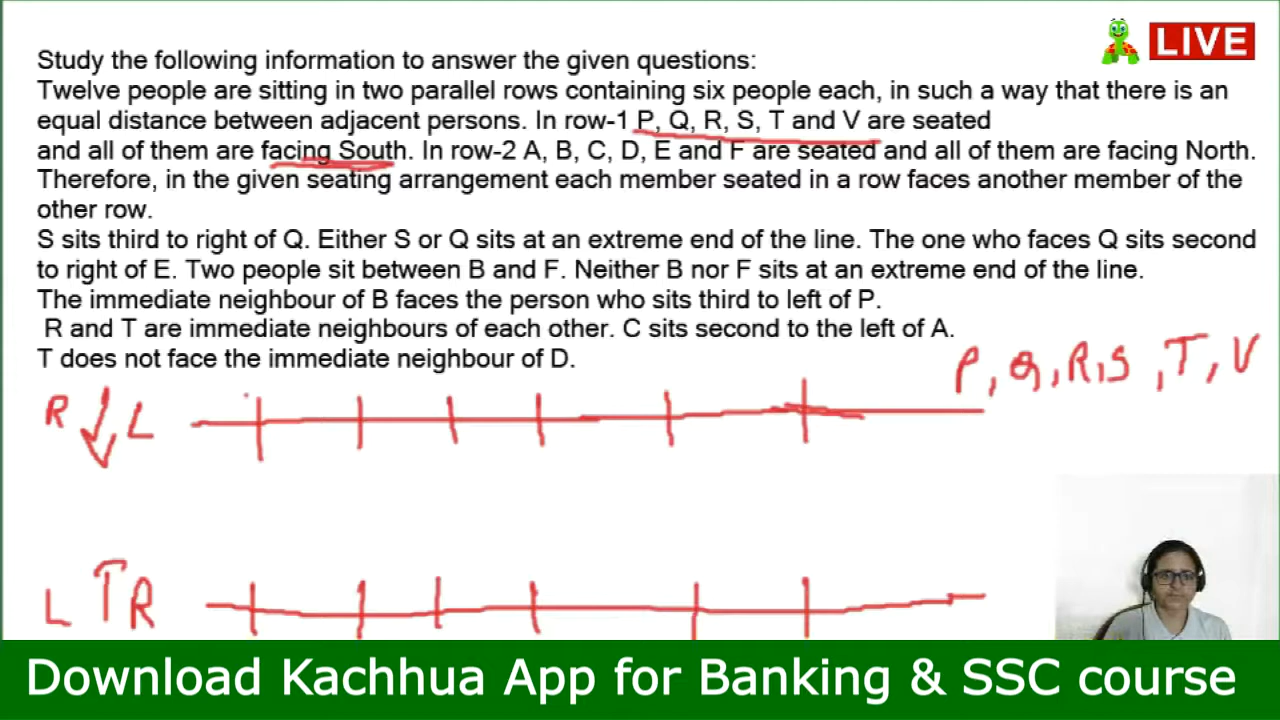 LIVE
Study the following information to answer the given questions:
Twelve people are sitting in two parallel rows containing six people each, in such a way that there is an
equal distance between adjacent persons. In row-1 P, Q, R, S, T and V are seated
and all of them are facing South. In row-2 A, B, C, D, E and F are seated and all of them are facing North.
Therefore, in the given seating arrangement each member seated in a row faces another member of the
other row.
S sits third to right of Q. Either S or Q sits at an extreme end of the line. The one who faces Q sits second
to right of E. Two people sit between B and F. Neither B nor F sits at an extreme end of the line.
The immediate neighbour of B faces the person who sits third to left of P.
R and T are immediate neighbours of each other. C sits second to the left of A.
T does not face the immediate neighbour of D.
P, Q, R, S, T, V
R L
L R
Download Kachhua App for Banking & SSC course